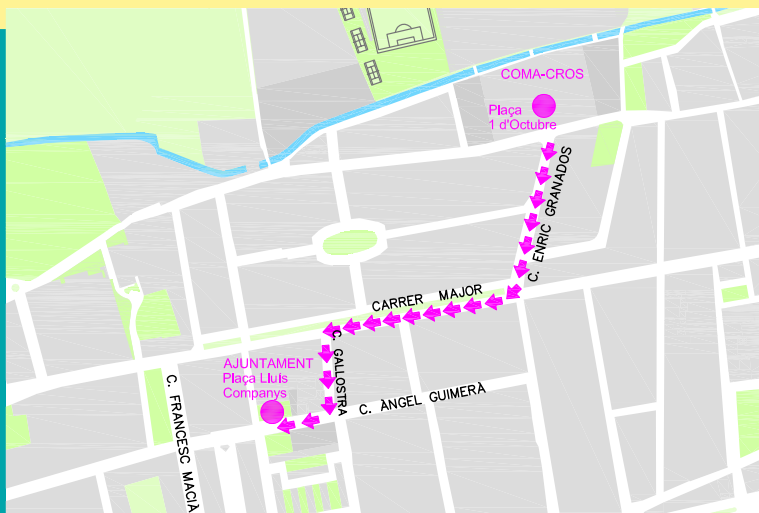 COMA-CROS
Plaça
1 d'Octubre
C. ENRIC GRANADOS
CARRER MAJOR
C. GALLOSTRA
AJUNTAMENT
Plaça Lluís
Companys
C. ÀNGEL GUIMERÀ
C. FRANCESC MACIÀ